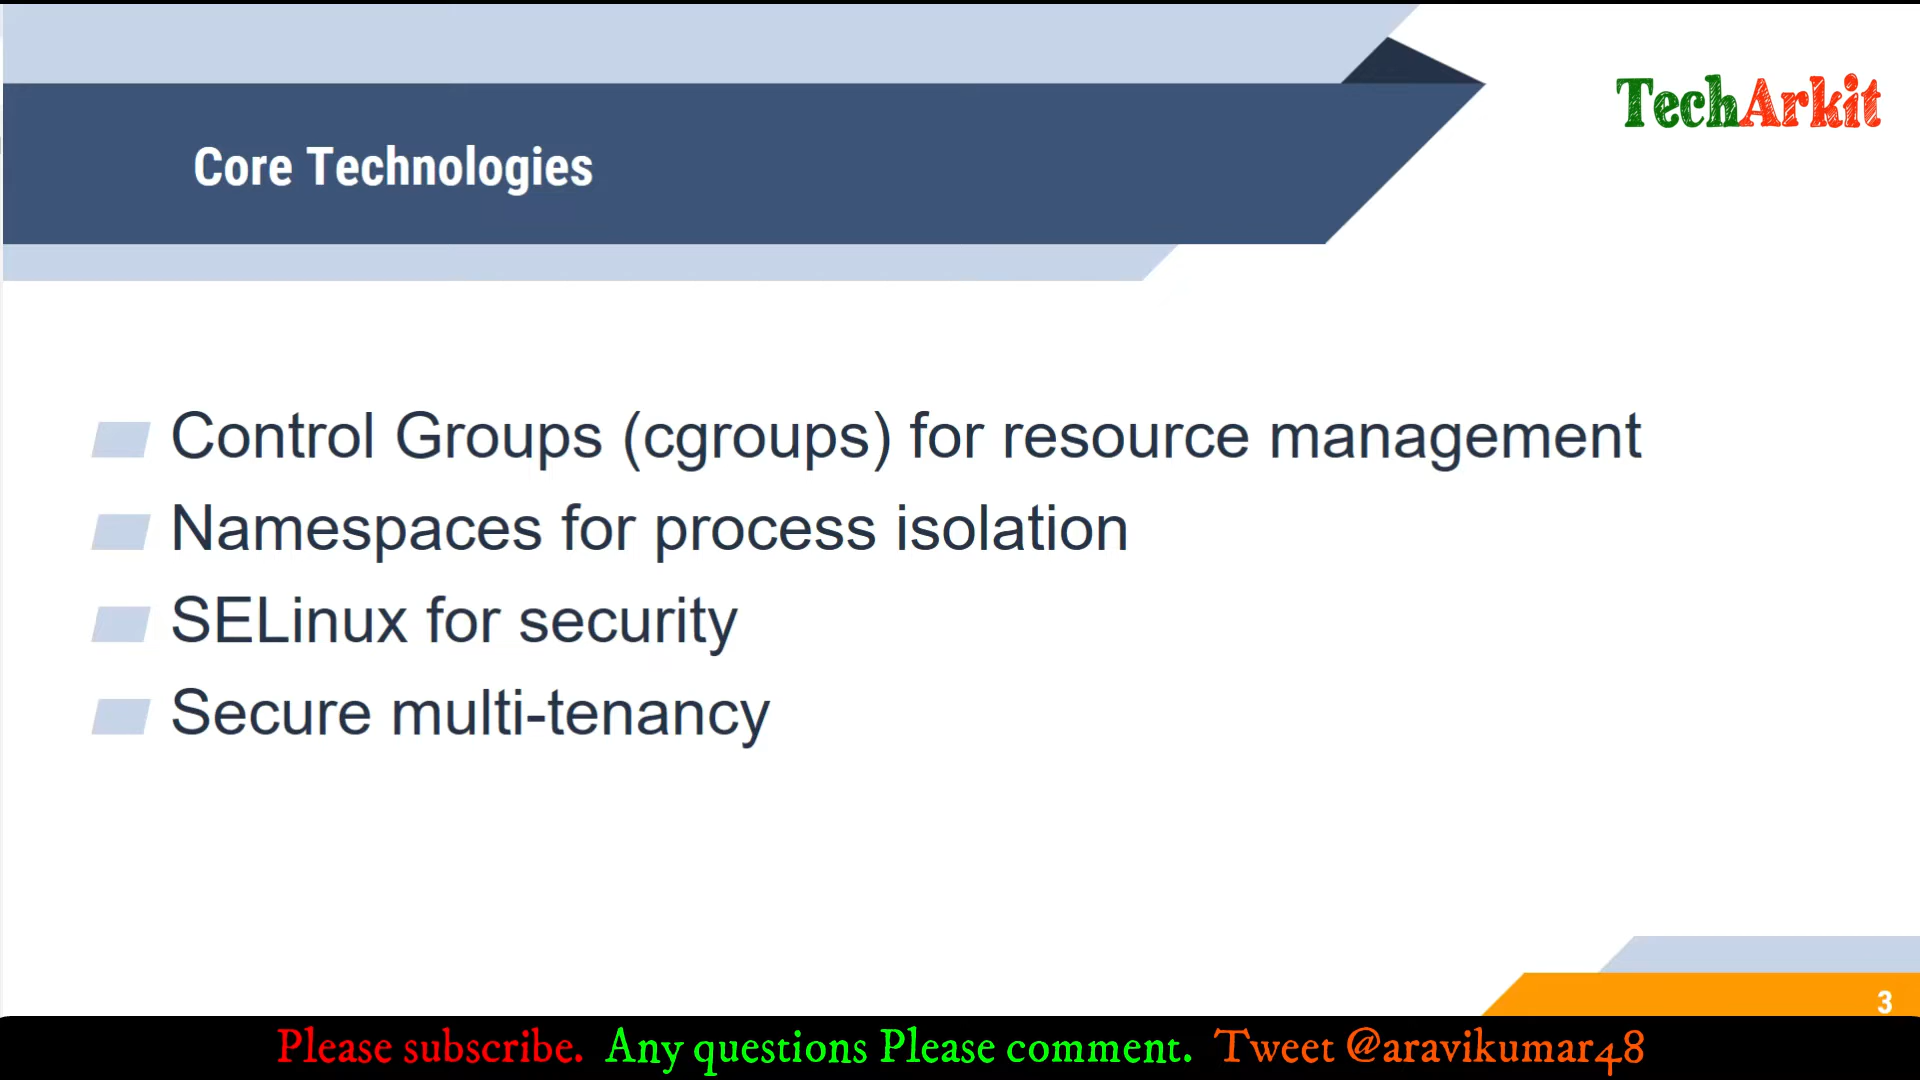 TechArkit
Core Technologies
Control Groups (cgroups) for resource management
Namespaces for process isolation
SELinux for security
Secure multi-tenancy
3
Please subscribe. Any questions Please comment. Tweet @aravikumar48